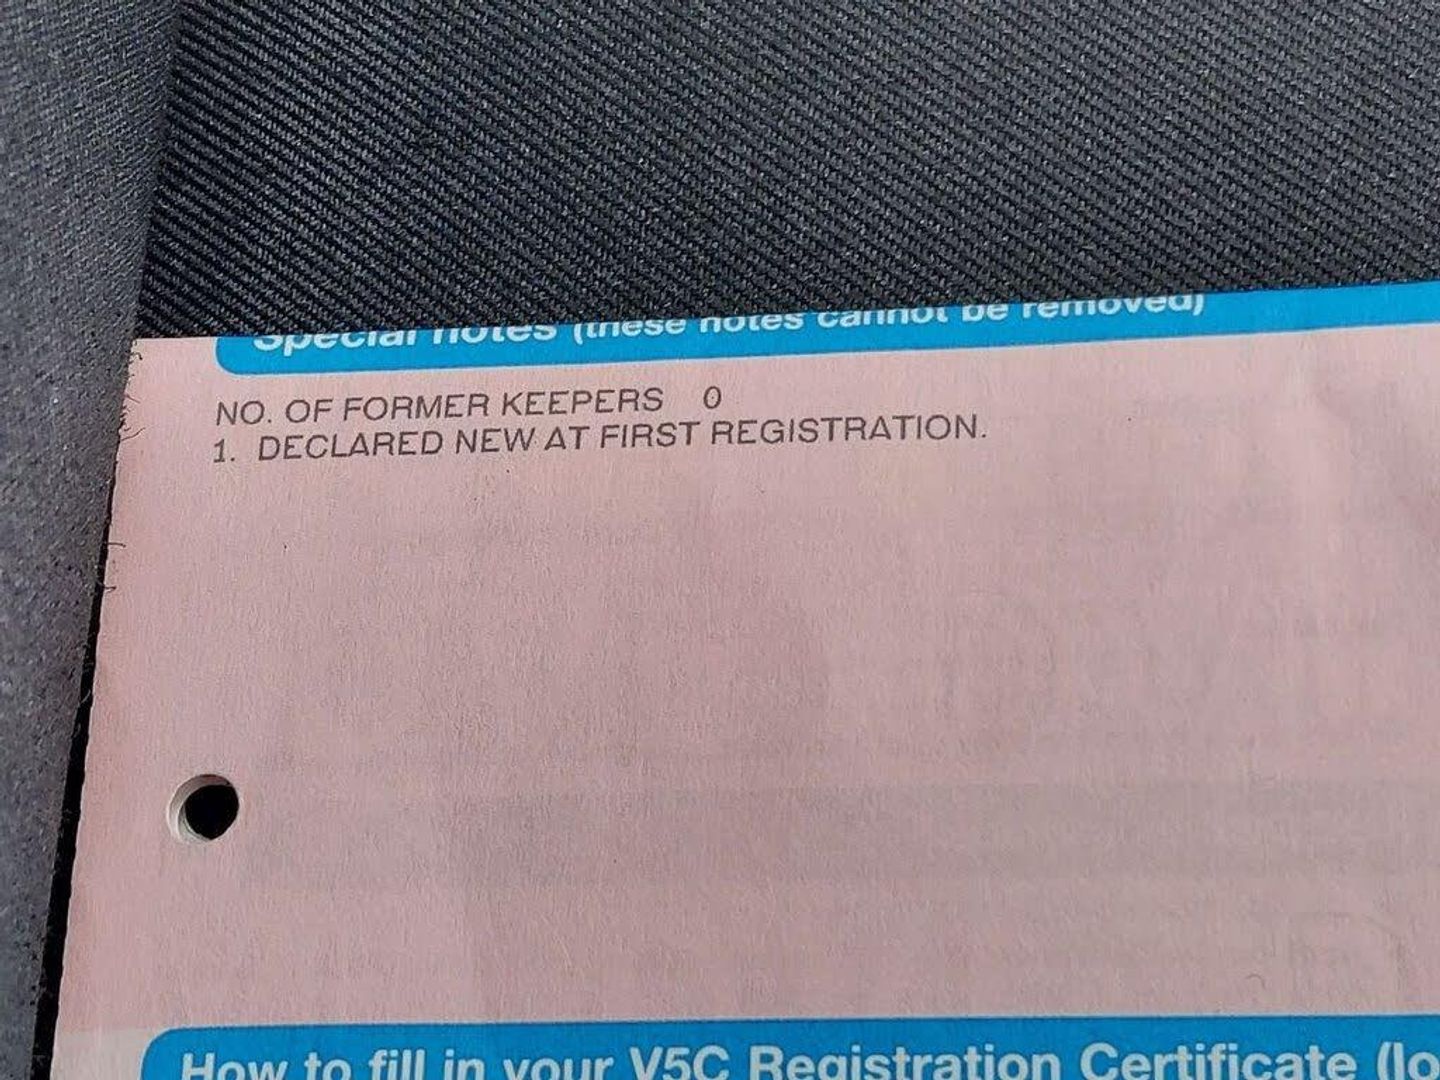 Special notes (these notes cannot be removed)
NO. OF FORMER KEEPERS 0
1. DECLARED NEW AT FIRST REGISTRATION.
How to fill in your V5C Registration Certificate (lo